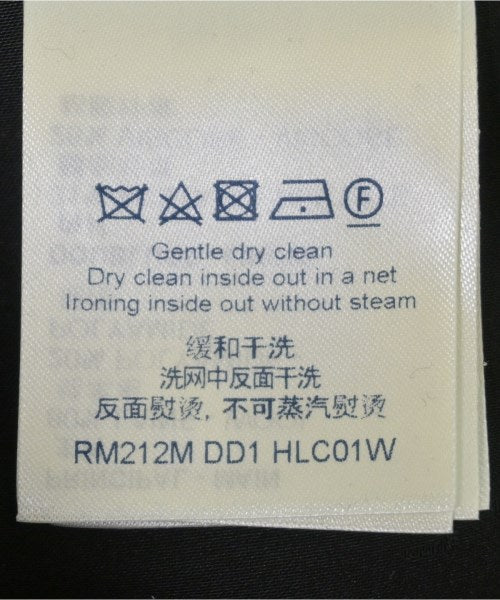 F
Gentle dry clean
Dry clean inside out in a net
Ironing inside out without steam
缓和干洗
洗网中反面干洗
反面熨烫, 不可蒸汽熨烫
RM212M DD1 HLC01W